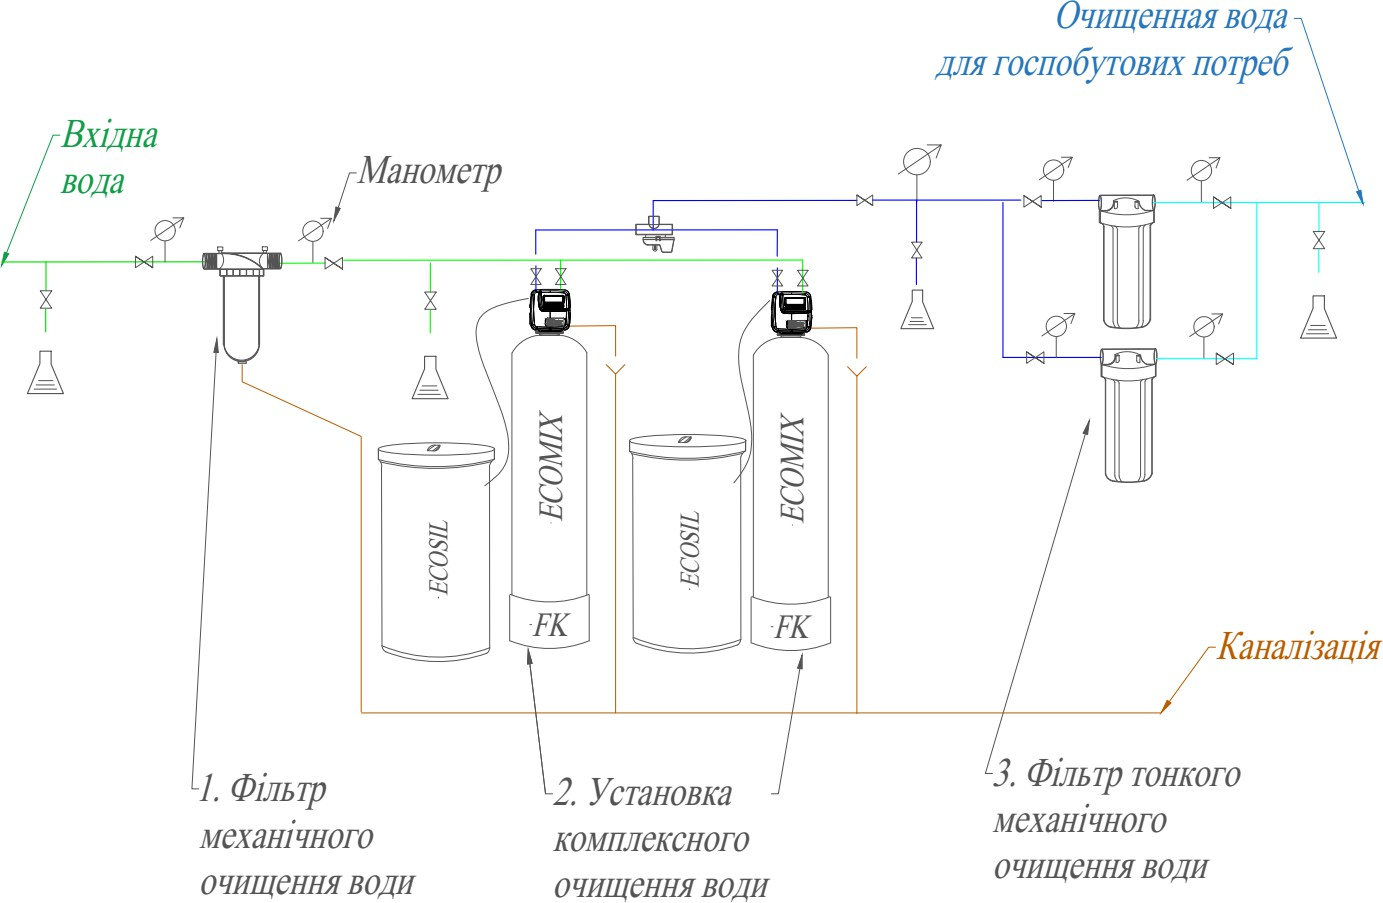 Очищенная вода
для госпобутових потреб
Вхідна
вода
Манометр
ECOSIL
ECOMIX
FK
ECOSIL
ECOMIX
FK
Каналізація
1. Фільтр
механічного
очищення води
2. Установка
комплексного
очищення води
3. Фільтр тонкого
механічного
очищення води